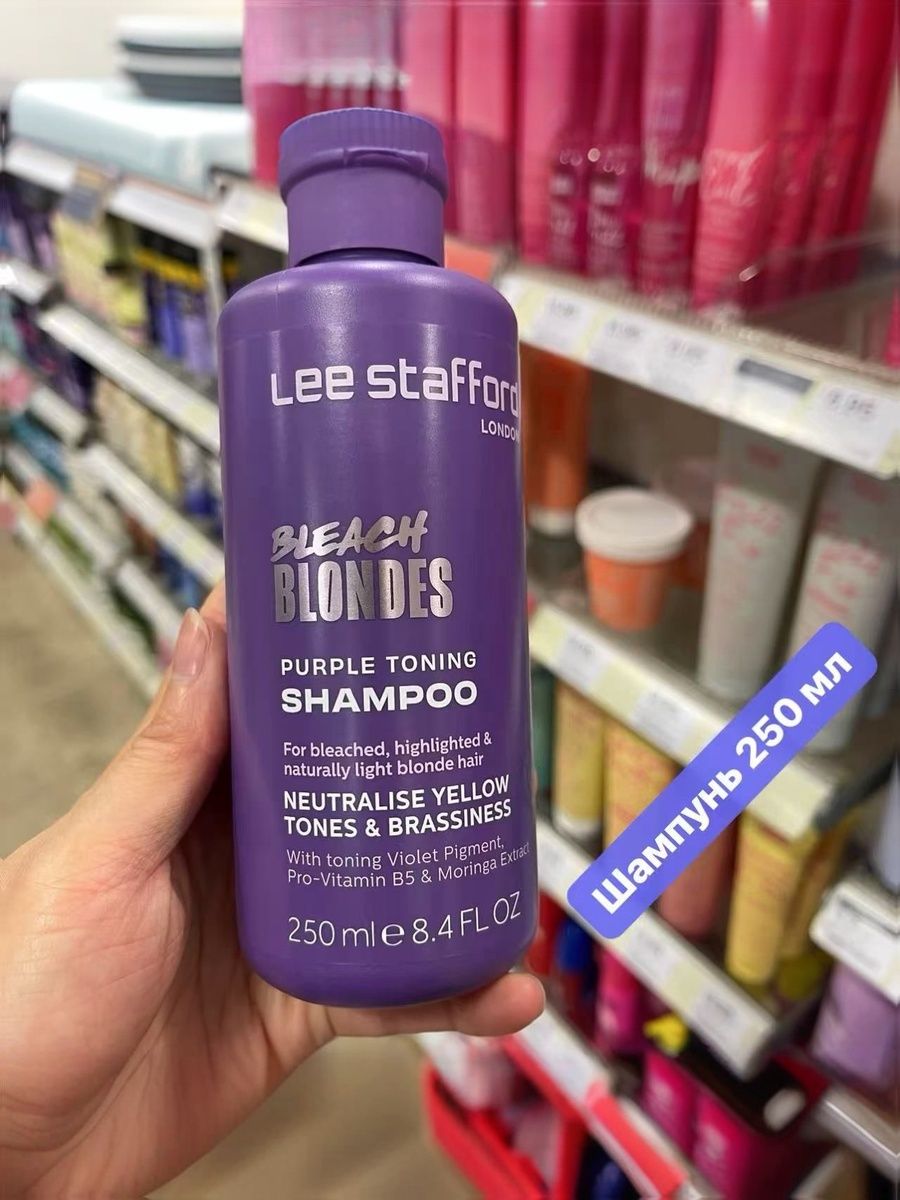 Lee Stafford
LONDON
BLEACH
BLONDES
PURPLE TONING
SHAMPOO
For bleached, highlighted &
naturally light blonde hair
NEUTRALISE YELLOW
TONES & BRASSINESS
With toning Violet Pigment,
Pro-Vitamin B5 & Moringa Extract
250 ml e 8.4 FL OZ
Шампунь 250 мл